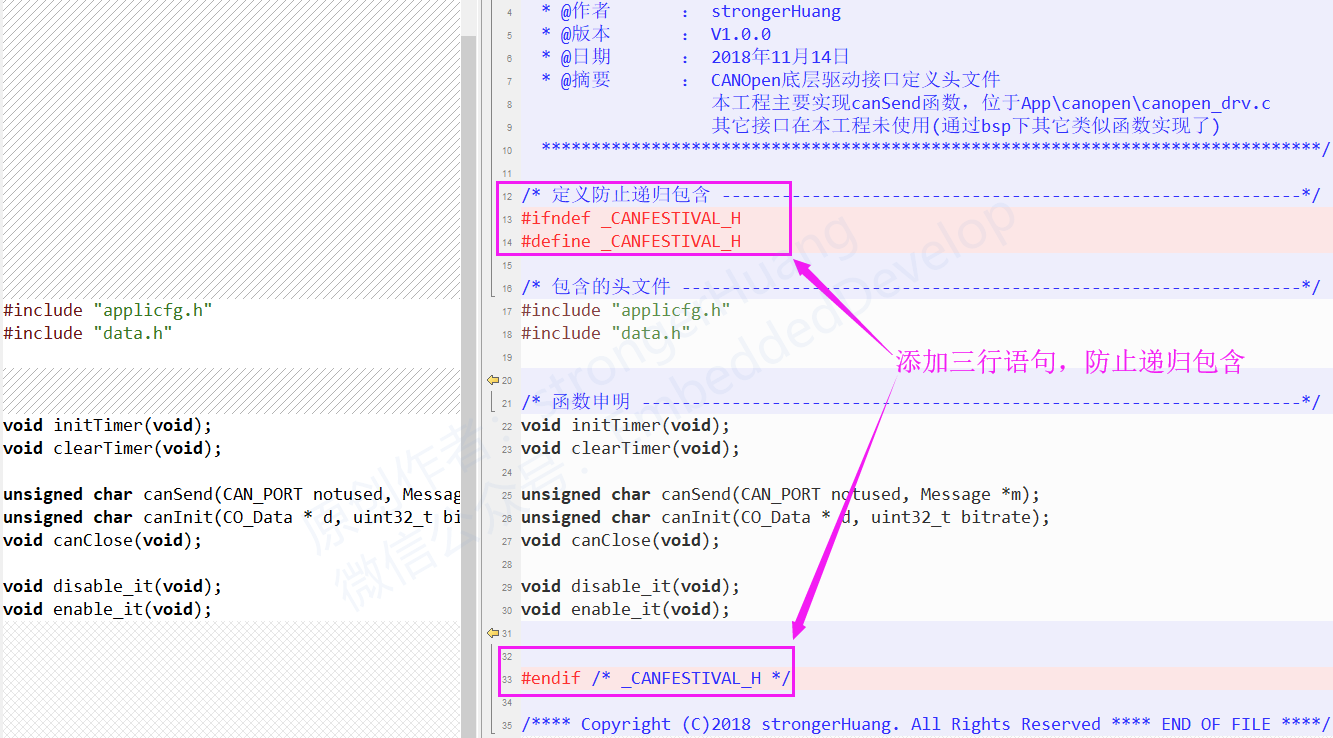 4 * @作者 : strongerHuang
5 * @版本 : V1.0.0
6 * @日期 : 2018年11月14日
7 * @摘要 : CANOpen底层驱动接口定义头文件
8 本工程主要实现canSend函数，位于App\canopen\canopen_drv.c
9 其它接口在本工程未使用(通过bsp下其它类似函数实现了)
10 ******************************************************************************/
11
12 /* 定义防止递归包含 ----------------------------------------------------------*/
13 #ifndef _CANFESTIVAL_H
14 #define _CANFESTIVAL_H
15
16 /* 包含的头文件 --------------------------------------------------------------*/
#include "applicfg.h"
17 #include "applicfg.h"
#include "data.h"
18 #include "data.h"
19
添加三行语句，防止递归包含
20
21 /* 函数申明 ------------------------------------------------------------------*/
void initTimer(void);
22 void initTimer(void);
void clearTimer(void);
23 void clearTimer(void);
24
unsigned char canSend(CAN_PORT notused, Messag
25 unsigned char canSend(CAN_PORT notused, Message *m);
unsigned char canInit(CO_Data * d, uint32_t bi
26 unsigned char canInit(CO_Data * d, uint32_t bitrate);
void canClose(void);
27 void canClose(void);
28
void disable_it(void);
29 void disable_it(void);
void enable_it(void);
30 void enable_it(void);
31
32
33 #endif /* _CANFESTIVAL_H */
34
35 /**** Copyright (C)2018 strongerHuang. All Rights Reserved **** END OF FILE ****/
原创作者：strongerHuang
微信公众号：EmbeddedDevelop